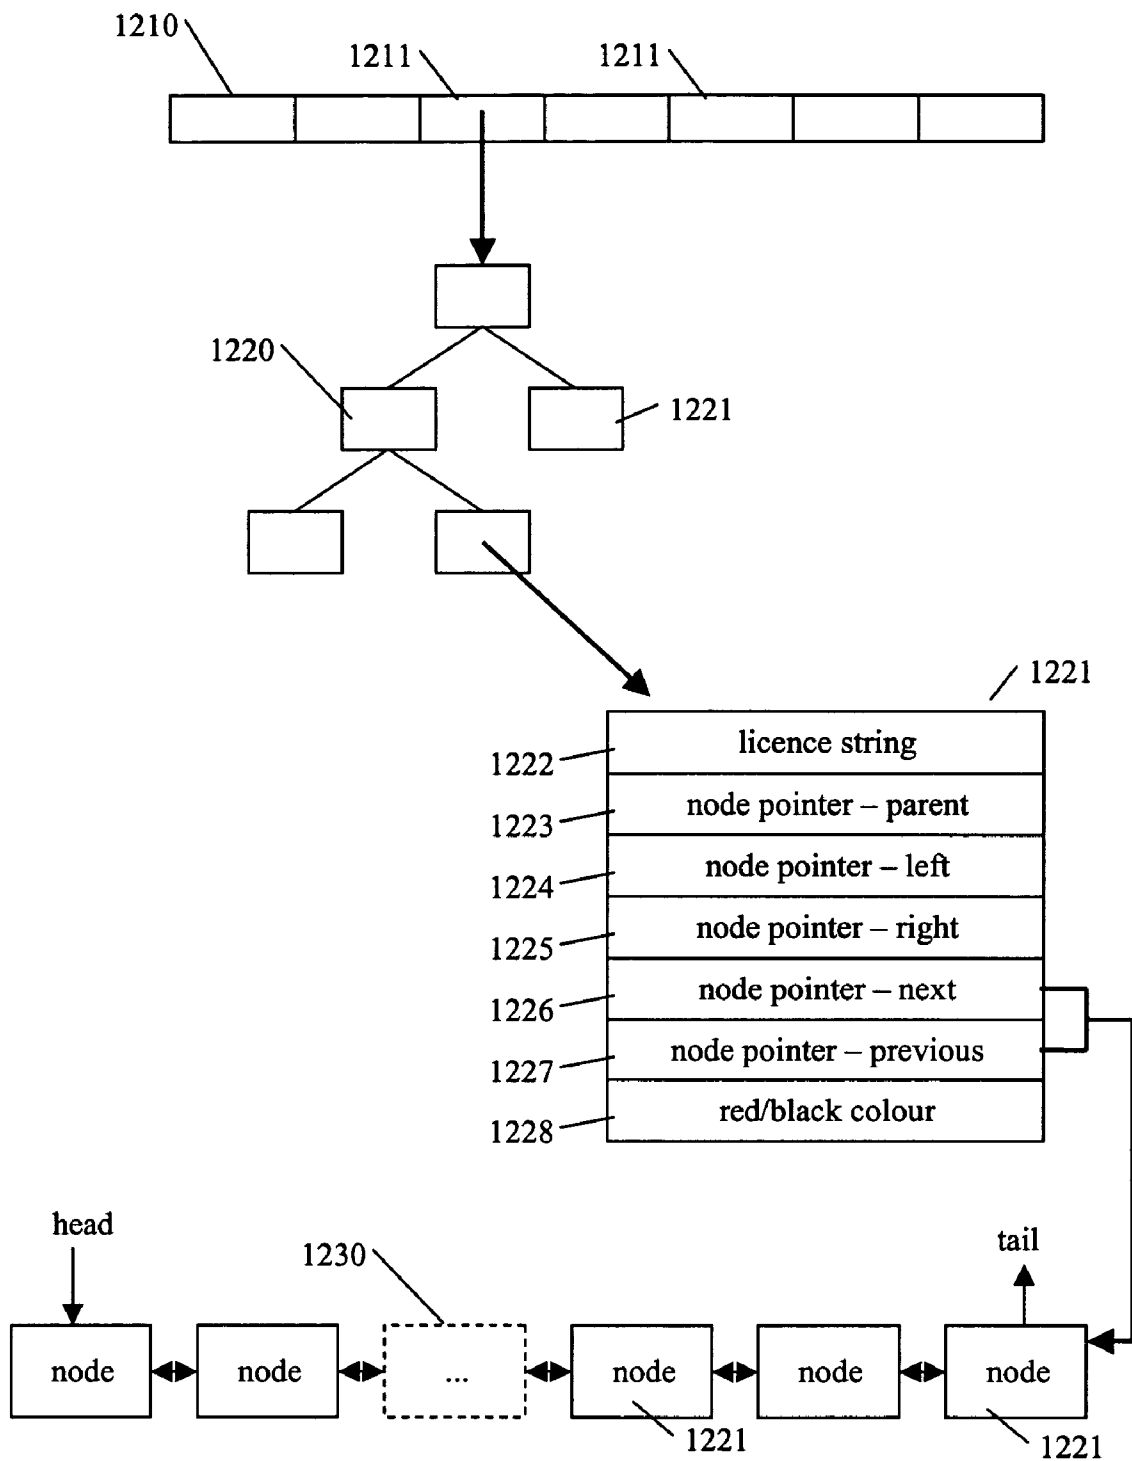 1210
1211
1211
1220
1221
1221
1222 licence string
1223 node pointer – parent
1224 node pointer – left
1225 node pointer – right
1226 node pointer – next
1227 node pointer – previous
1228 red/black colour
head
1230
tail
node node ... node node node
1221
1221